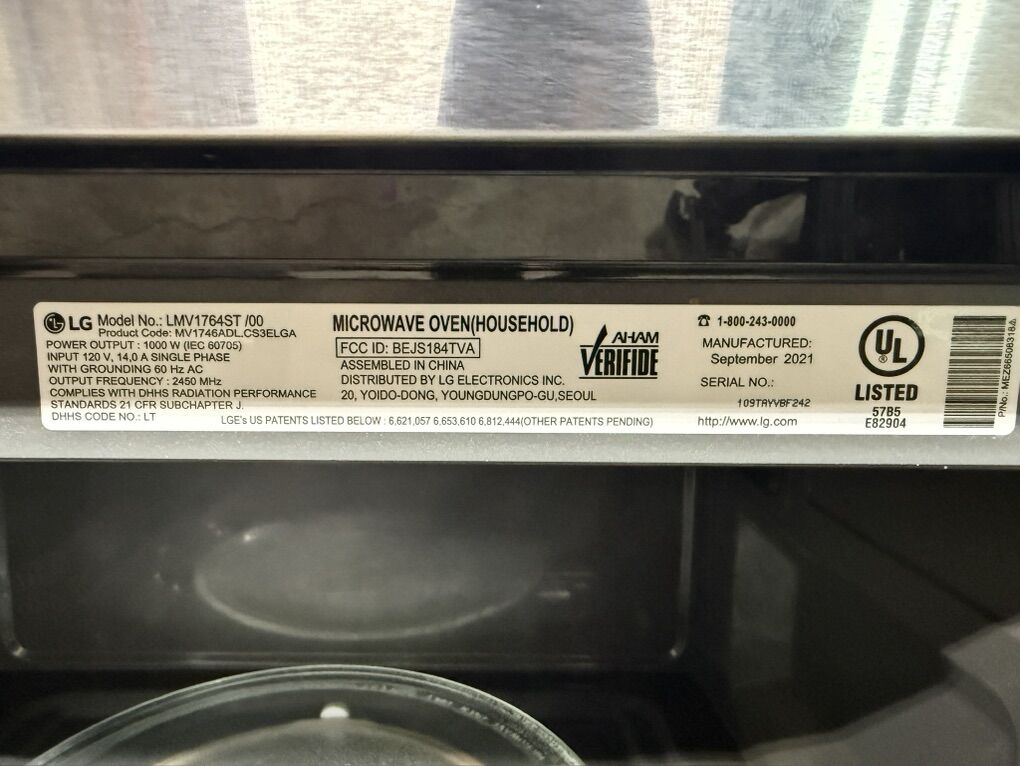 LG Model No.: LMV1764ST /00
Product Code: MV1746ADL,CS3ELGA
POWER OUTPUT : 1000 W (IEC 60705)
INPUT 120 V, 14,0 A SINGLE PHASE
WITH GROUNDING 60 Hz AC
OUTPUT FREQUENCY : 2450 MHz
COMPLIES WITH DHHS RADIATION PERFORMANCE
STANDARDS 21 CFR SUBCHAPTER J.
DHHS CODE NO.: LT
MICROWAVE OVEN(HOUSEHOLD)
FCC ID: BEJS184TVA
ASSEMBLED IN CHINA
DISTRIBUTED BY LG ELECTRONICS INC.
20, YOIDO-DONG, YOUNGDUNGPO-GU,SEOUL
LGE's US PATENTS LISTED BELOW : 6,621,057 6,653,610 6,812,444(OTHER PATENTS PENDING)
AHAM
VERIFIDE
☎ 1-800-243-0000
MANUFACTURED:
September 2021
SERIAL NO.:
109TAYVBF242
http://www.lg.com
UL
®
LISTED
57B5
E82904
P/No.: MEZ66508318